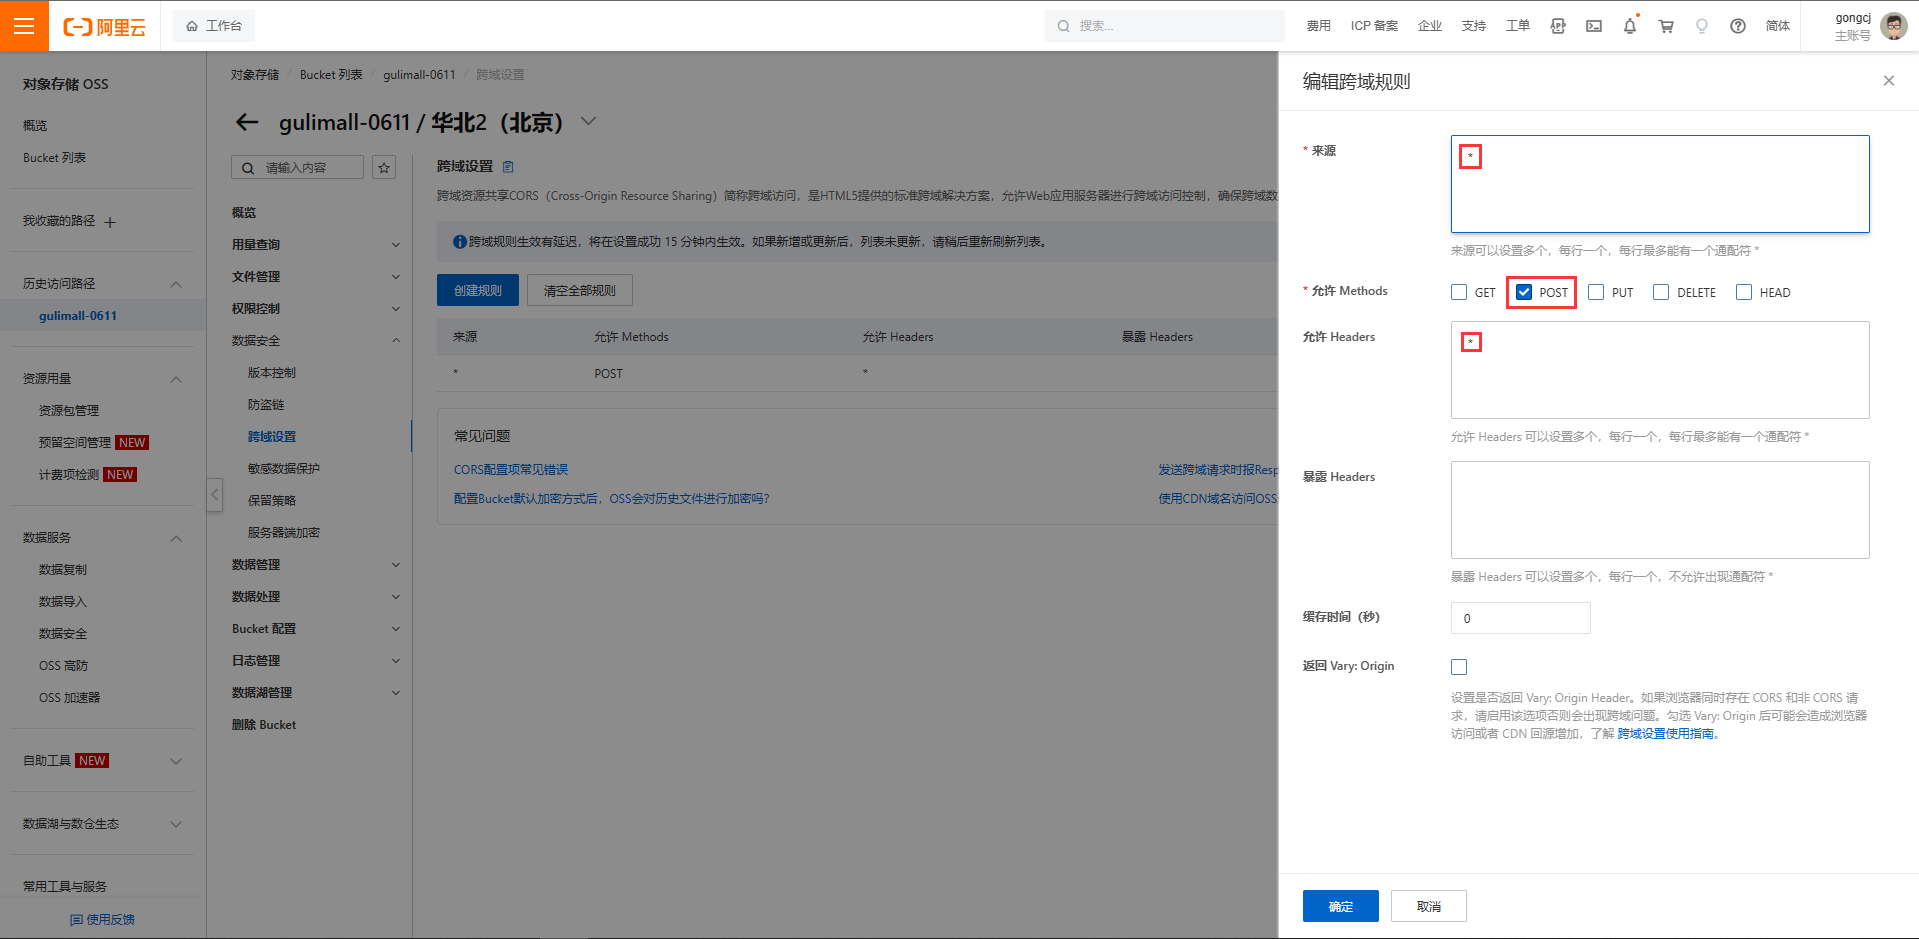 阿里云
工作台
搜索...
费用
ICP 备案
企业
支持
工单
简体
gongcj
主账号
对象存储 OSS
概览
Bucket 列表
我收藏的路径
历史访问路径
gulimall-0611
资源用量
资源包管理
预留空间管理 NEW
计费项检测 NEW
数据服务
数据复制
数据导入
数据安全
OSS 高防
OSS 加速器
自助工具 NEW
数据湖与数仓生态
常用工具与服务
使用反馈
对象存储 / Bucket 列表 / gulimall-0611 / 跨域设置
gulimall-0611 / 华北2（北京）
请输入内容
概览
用量查询
文件管理
权限控制
数据安全
版本控制
防盗链
跨域设置
敏感数据保护
保留策略
服务器端加密
数据管理
数据处理
Bucket 配置
日志管理
数据湖管理
删除 Bucket
跨域设置
跨域资源共享CORS（Cross-Origin Resource Sharing）简称跨域访问，是HTML5提供的标准跨域解决方案，允许Web应用服务器进行跨域访问控制，确保跨域数
跨域规则生效有延迟，将在设置成功 15 分钟内生效。如果新增或更新后，列表未更新，请稍后重新刷新列表。
创建规则
清空全部规则
来源 允许 Methods 允许 Headers 暴露 Headers
* POST *
常见问题
CORS配置项常见错误
发送跨域请求时报Resp
配置Bucket默认加密方式后，OSS会对历史文件进行加密吗?
使用CDN域名访问OSS
编辑跨域规则
* 来源
*
来源可以设置多个，每行一个，每行最多能有一个通配符 *
* 允许 Methods
GET POST PUT DELETE HEAD
允许 Headers
*
允许 Headers 可以设置多个，每行一个，每行最多能有一个通配符 *
暴露 Headers
暴露 Headers 可以设置多个，每行一个，不允许出现通配符 *
缓存时间（秒）
0
返回 Vary: Origin
设置是否返回 Vary: Origin Header。如果浏览器同时存在 CORS 和非 CORS 请
求，请启用该选项否则会出现跨域问题。勾选 Vary: Origin 后可能会造成浏览器
访问或者 CDN 回源增加，了解 跨域设置使用指南。
确定
取消